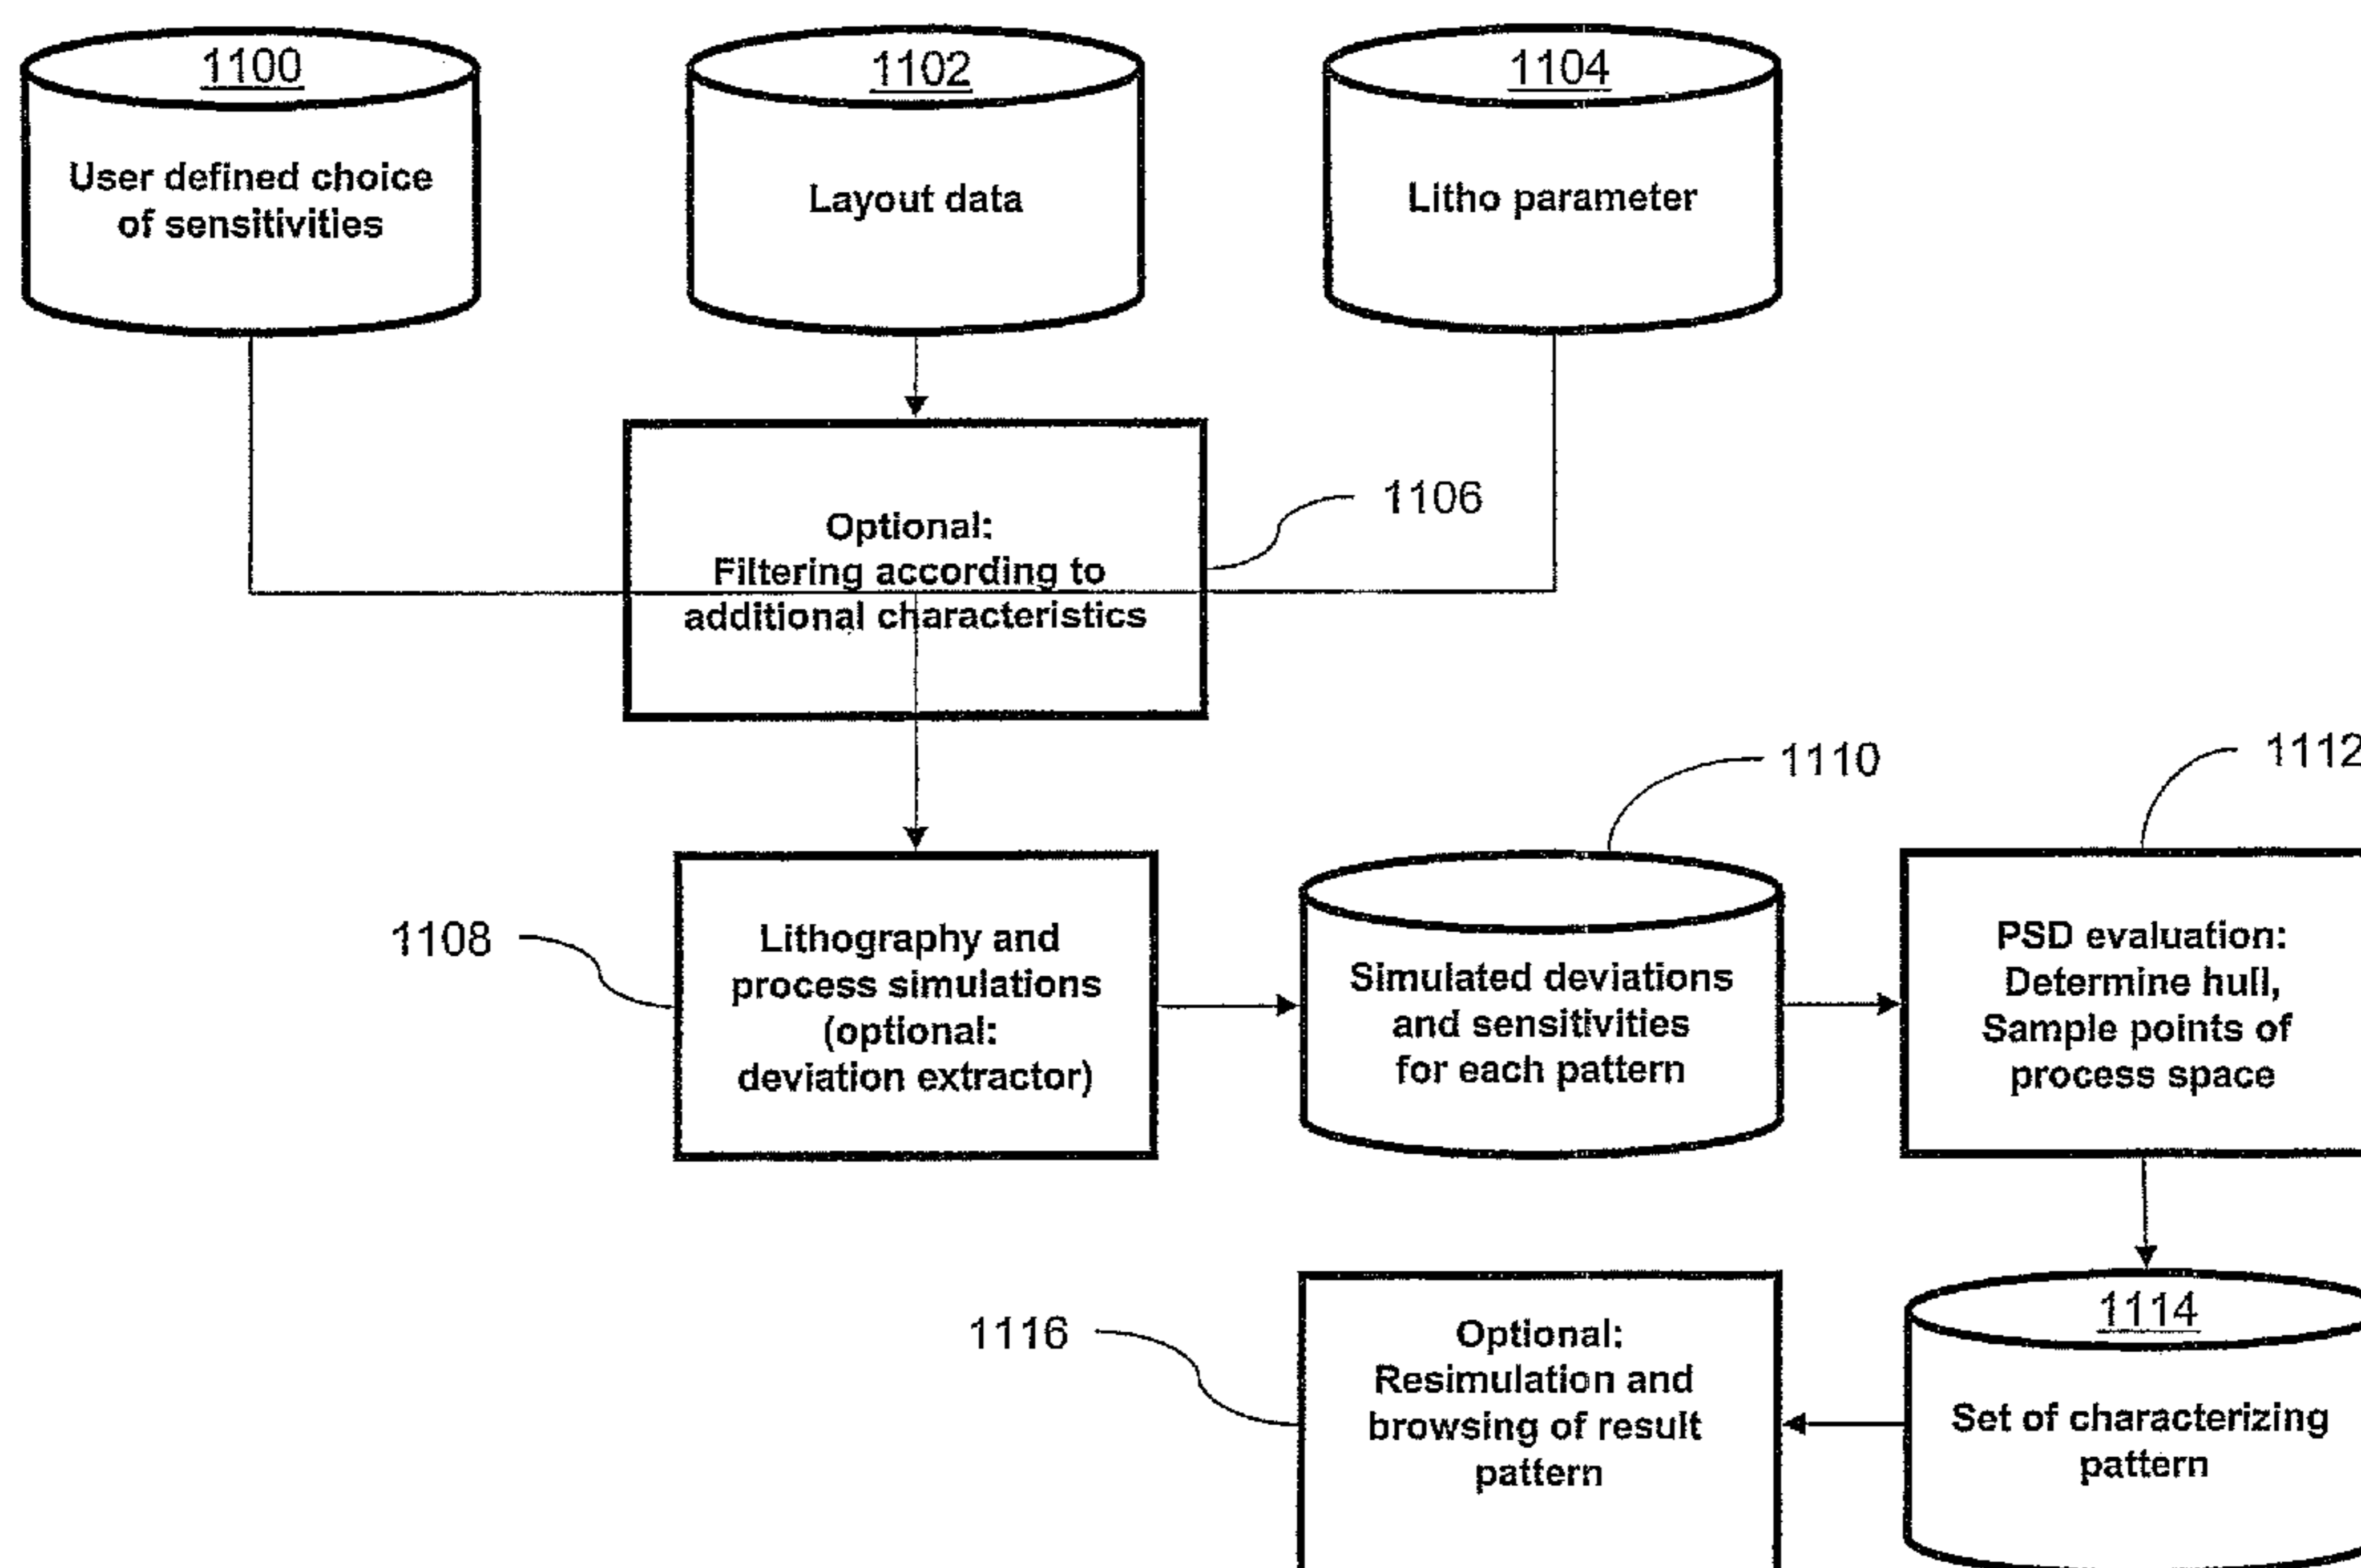 1100
User defined choice
of sensitivities
1102
Layout data
1104
Litho parameter
1106
Optional:
Filtering according to
additional characteristics
1108
Lithography and
process simulations
(optional:
deviation extractor)
1110
Simulated deviations
and sensitivities
for each pattern
1112
PSD evaluation:
Determine hull,
Sample points of
process space
1114
Set of characterizing
pattern
1116
Optional:
Resimulation and
browsing of result
pattern